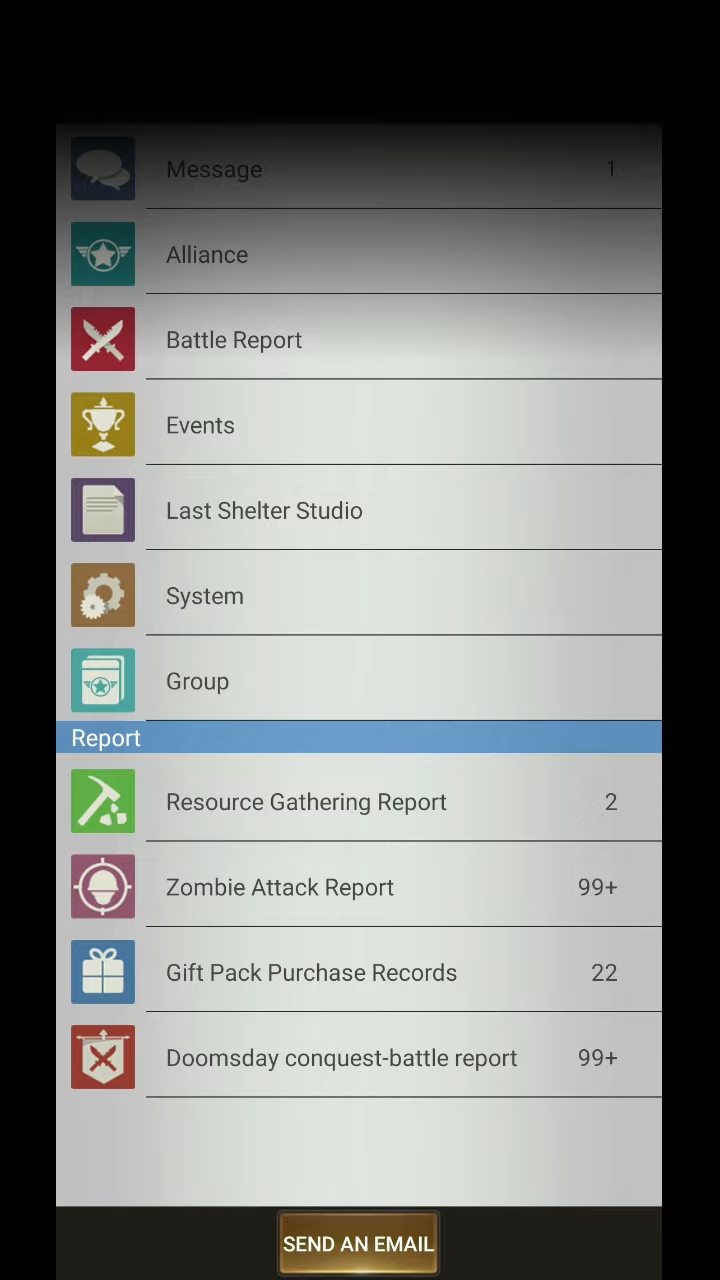 Message 1
Alliance
Battle Report
Events
Last Shelter Studio
System
Group
Report
Resource Gathering Report 2
Zombie Attack Report 99+
Gift Pack Purchase Records 22
Doomsday conquest-battle report 99+
SEND AN EMAIL